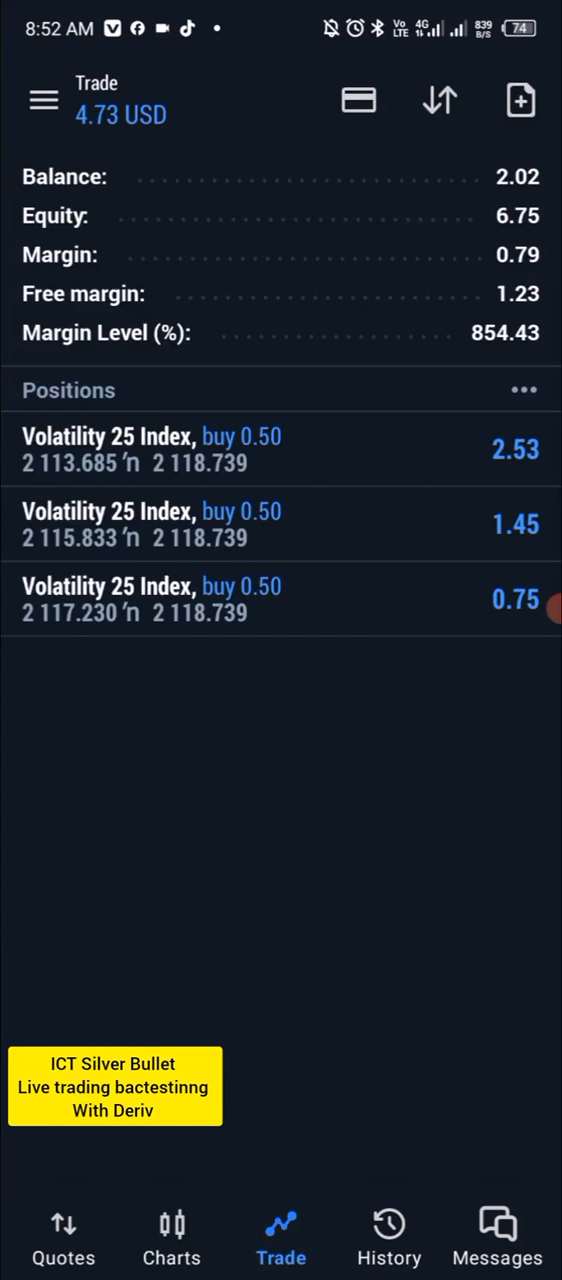 8:52 AM
Vo LTE 4G 839 B/S 74
Trade
4.73 USD
Balance: 2.02
Equity: 6.75
Margin: 0.79
Free margin: 1.23
Margin Level (%): 854.43
Positions
Volatility 25 Index, buy 0.50
2 113.685 ’n 2 118.739
2.53
Volatility 25 Index, buy 0.50
2 115.833 ’n 2 118.739
1.45
Volatility 25 Index, buy 0.50
2 117.230 ’n 2 118.739
0.75
ICT Silver Bullet
Live trading bactestinng
With Deriv
Quotes Charts Trade History Messages